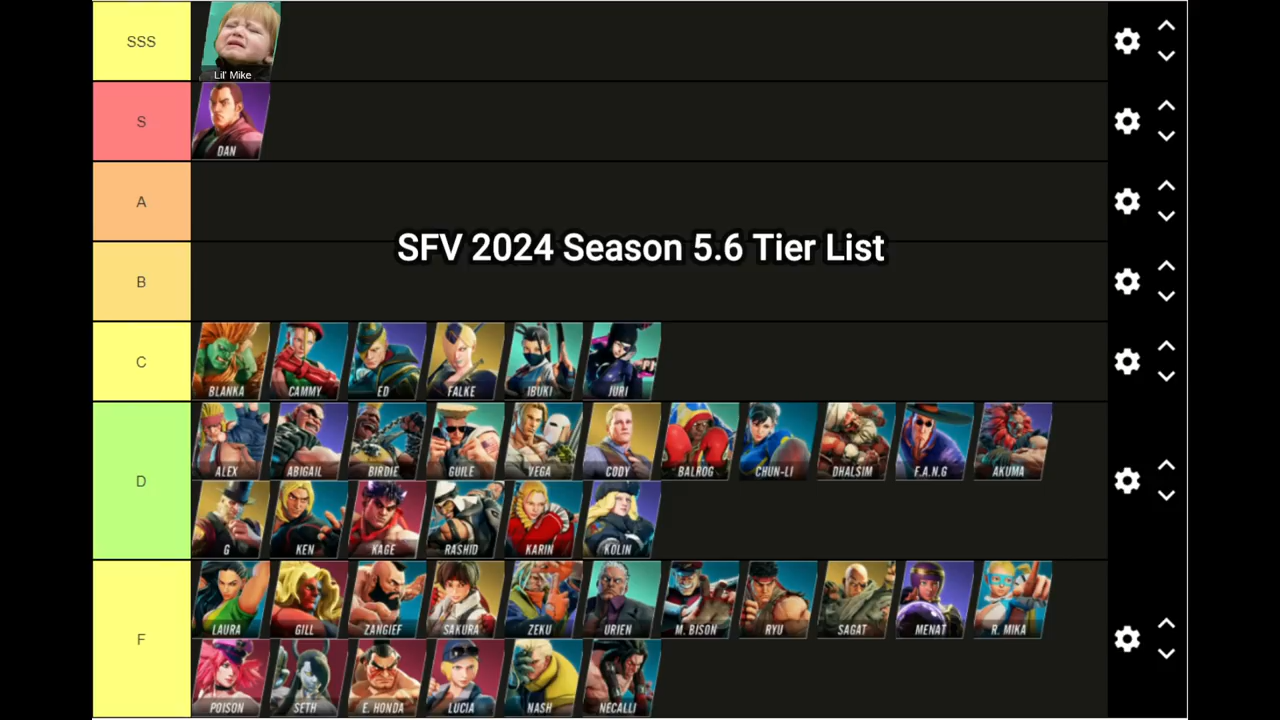 SSS
Lil' Mike
S
DAN
A
SFV 2024 Season 5.6 Tier List
B
C
BLANKA CAMMY ED FALKE IBUKI JURI
D
ALEX ABIGAIL BIRDIE GUILE VEGA CODY BALROG CHUN-LI DHALSIM F.A.N.G AKUMA
G KEN KAGE RASHID KARIN KOLIN
F
LAURA GILL ZANGIEF SAKURA ZEKU URIEN M. BISON RYU SAGAT MENAT R. MIKA
POISON SETH E. HONDA LUCIA NASH NECALLI